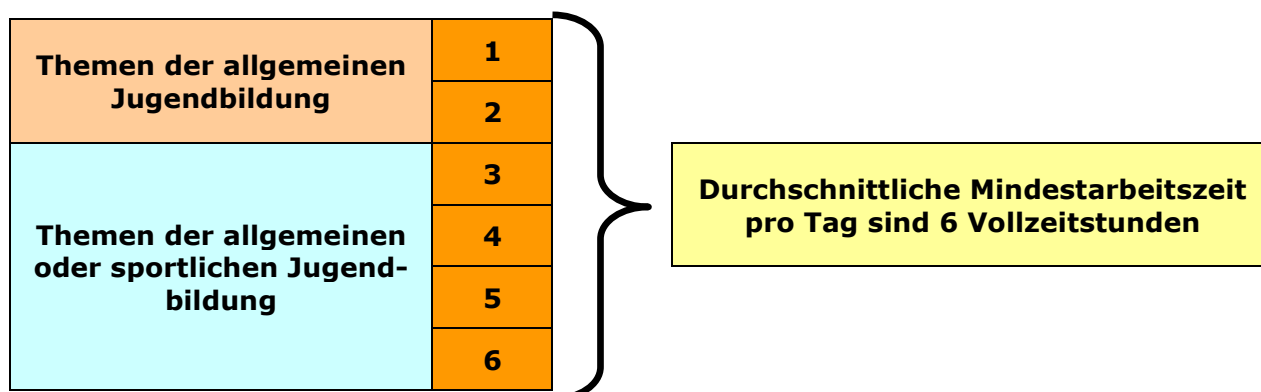 Themen der allgemeinen
Jugendbildung
1
2
Themen der allgemeinen
oder sportlichen Jugend-
bildung
3
4
5
6
Durchschnittliche Mindestarbeitszeit
pro Tag sind 6 Vollzeitstunden